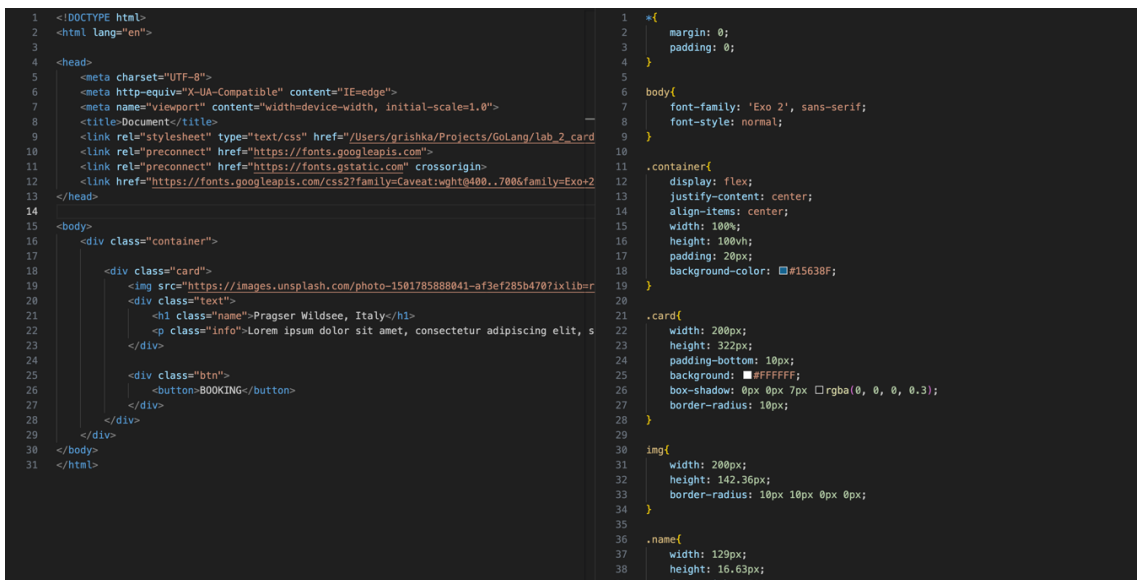 1 <!DOCTYPE html>
2 <html lang="en">
3
4 <head>
5 <meta charset="UTF-8">
6 <meta http-equiv="X-UA-Compatible" content="IE=edge">
7 <meta name="viewport" content="width=device-width, initial-scale=1.0">
8 <title>Document</title>
9 <link rel="stylesheet" type="text/css" href="/Users/grishka/Projects/GoLang/lab_2_card
10 <link rel="preconnect" href="https://fonts.googleapis.com">
11 <link rel="preconnect" href="https://fonts.gstatic.com" crossorigin>
12 <link href="https://fonts.googleapis.com/css2?family=Caveat:wght@400..700&family=Exo+2
13 </head>
14
15 <body>
16 <div class="container">
17
18 <div class="card">
19 <img src="https://images.unsplash.com/photo-1501785888041-af3ef285b470?ixlib=r
20 <div class="text">
21 <h1 class="name">Pragser Wildsee, Italy</h1>
22 <p class="info">Lorem ipsum dolor sit amet, consectetur adipiscing elit, s
23 </div>
24
25 <div class="btn">
26 <button>BOOKING</button>
27 </div>
28 </div>
29 </div>
30 </body>
31 </html>
1 *{
2 margin: 0;
3 padding: 0;
4 }
5
6 body{
7 font-family: 'Exo 2', sans-serif;
8 font-style: normal;
9 }
10
11 .container{
12 display: flex;
13 justify-content: center;
14 align-items: center;
15 width: 100%;
16 height: 100vh;
17 padding: 20px;
18 background-color: #15638F;
19 }
20
21 .card{
22 width: 200px;
23 height: 322px;
24 padding-bottom: 10px;
25 background: #FFFFFF;
26 box-shadow: 0px 0px 7px rgba(0, 0, 0, 0.3);
27 border-radius: 10px;
28 }
29
30 img{
31 width: 200px;
32 height: 142.36px;
33 border-radius: 10px 10px 0px 0px;
34 }
35
36 .name{
37 width: 129px;
38 height: 16.63px;